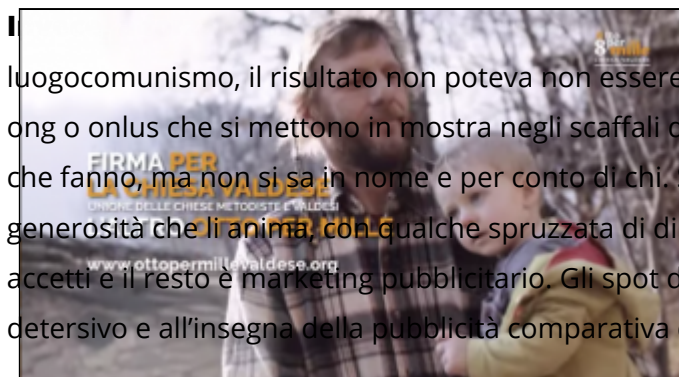 luogocomunismo, il risultato non poteva non essere
ong o onlus che si mettono in mostra negli scaffali
FIRMA PER
che fanno, ma non si sa in nome e per conto di chi.
LA CHIESA VALDESE
UNIONE DELLE CHIESE METODISTE E VALDESI
generosità che li anima, con qualche spruzzata di di
OTTO PER MILLE
www.ottopermillevaldese.org
accetti e il resto è marketing pubblicitario. Gli spot d
detersivo e all’insegna della pubblicità comparativa